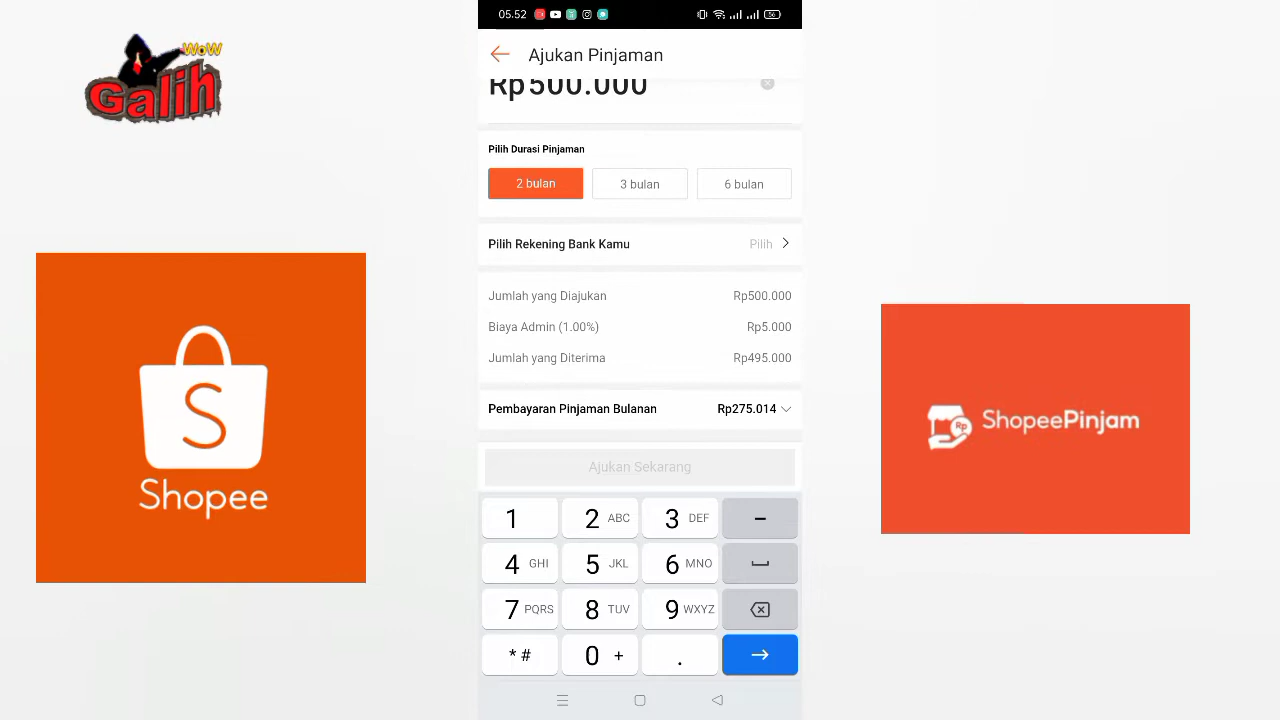 WoW
Galih
05.52
56
Ajukan Pinjaman
Rp500.000
Pilih Durasi Pinjaman
2 bulan
3 bulan
6 bulan
Pilih Rekening Bank Kamu
Pilih
Jumlah yang Diajukan
Rp500.000
Biaya Admin (1.00%)
Rp5.000
Jumlah yang Diterima
Rp495.000
Pembayaran Pinjaman Bulanan
Rp275.014
Ajukan Sekarang
1
2 ABC
3 DEF
-
4 GHI
5 JKL
6 MNO
7 PQRS
8 TUV
9 WXYZ
* #
0 +
.
S
Shopee
Rp
ShopeePinjam